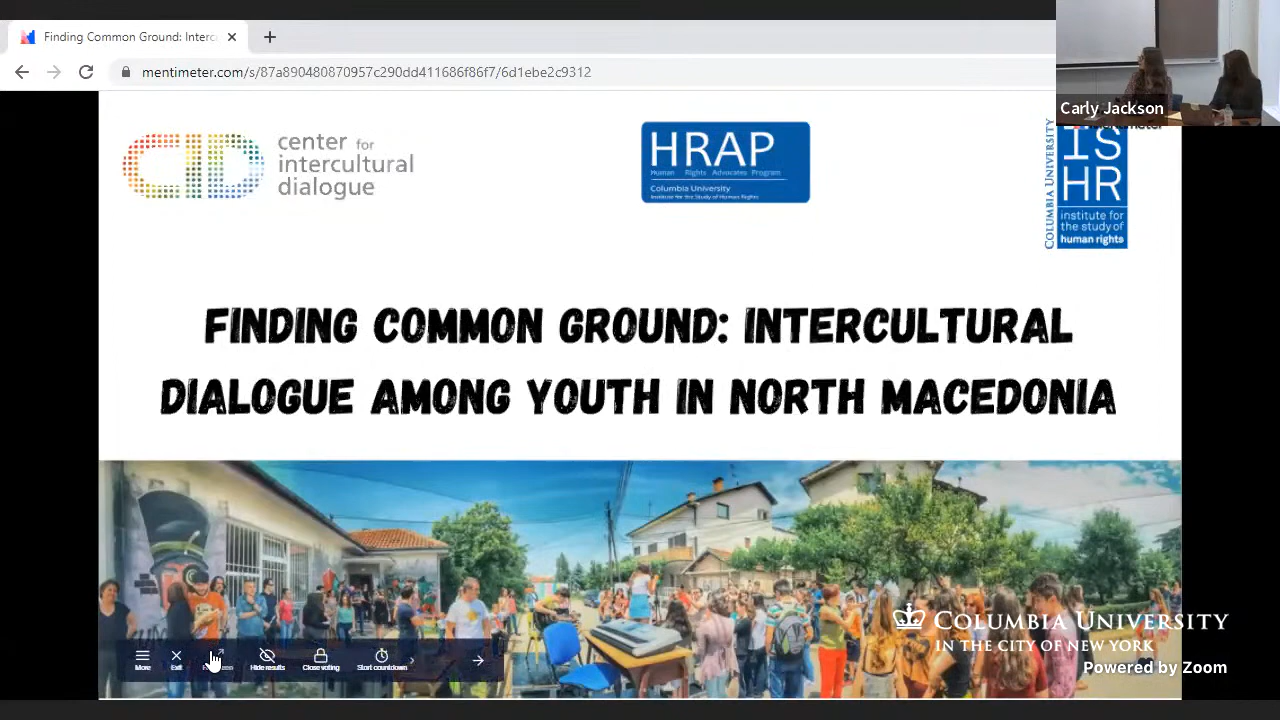 Finding Common Ground: Interc
mentimeter.com/s/87a890480870957c290dd411686f86f7/6d1ebe2c9312
Carly Jackson
center for
intercultural
dialogue
HRAP
Human Rights Advocates Program
Columbia University
Institute for the Study of Human Rights
COLUMBIA UNIVERSITY
IS
HR
institute for
the study of
human rights
FINDING COMMON GROUND: INTERCULTURAL
DIALOGUE AMONG YOUTH IN NORTH MACEDONIA
COLUMBIA UNIVERSITY
IN THE CITY OF NEW YORK
Powered by Zoom
More Exit Hide results Close voting Start countdown